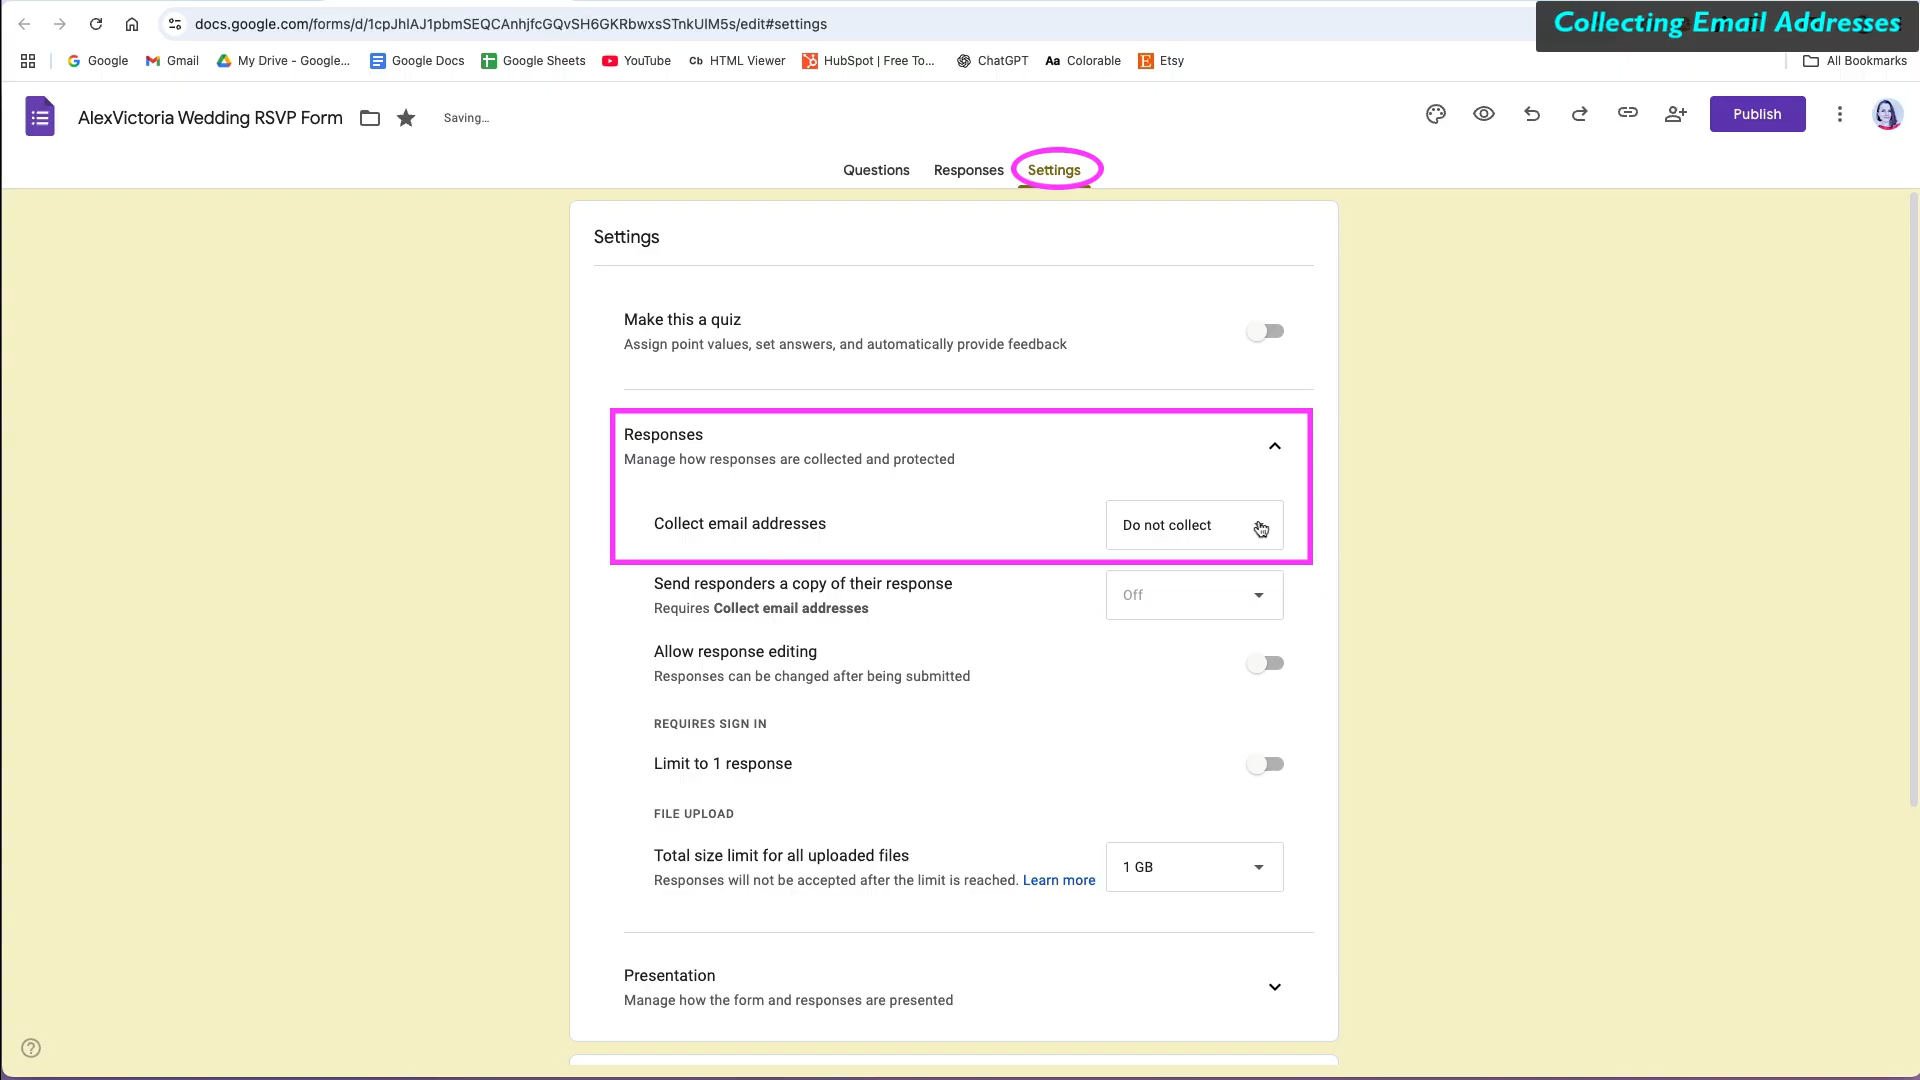 docs.google.com/forms/d/1cpJhlAJ1pbmSEQCAnhjfcGQvSH6GKRbwxsSTnkUlM5s/edit#settings
Collecting Email Addresses
Google
Gmail
My Drive - Google...
Google Docs
Google Sheets
YouTube
Cb HTML Viewer
HubSpot | Free To...
ChatGPT
Aa Colorable
E Etsy
All Bookmarks
AlexVictoria Wedding RSVP Form
Saving...
Publish
Questions
Responses
Settings
Settings
Make this a quiz
Assign point values, set answers, and automatically provide feedback
Responses
Manage how responses are collected and protected
Collect email addresses
Do not collect
Send responders a copy of their response
Off
Requires Collect email addresses
Allow response editing
Responses can be changed after being submitted
REQUIRES SIGN IN
Limit to 1 response
FILE UPLOAD
Total size limit for all uploaded files
1 GB
Responses will not be accepted after the limit is reached. Learn more
Presentation
Manage how the form and responses are presented